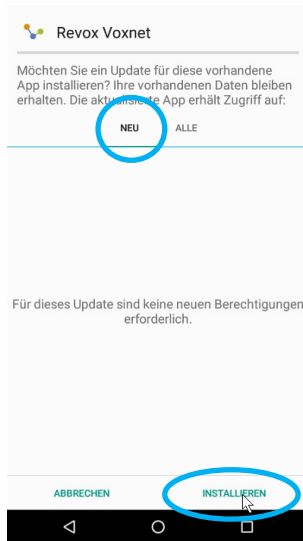 Revox Voxnet
Möchten Sie ein Update für diese vorhandene
App installieren? Ihre vorhandenen Daten bleiben
erhalten. Die aktualisierte App erhält Zugriff auf:
NEU ALLE
Für dieses Update sind keine neuen Berechtigungen
erforderlich.
ABBRECHEN INSTALLIEREN